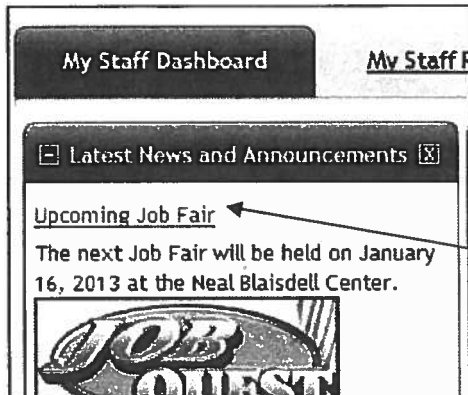 My Staff Dashboard
My Staff
Latest News and Announcements
Upcoming Job Fair
The next Job Fair will be held on January
16, 2013 at the Neal Blaisdell Center.
JOB
QUEST